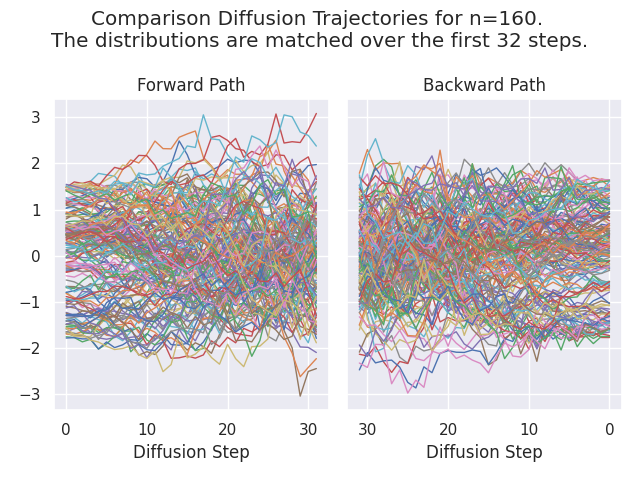 Comparison Diffusion Trajectories for n=160.
The distributions are matched over the first 32 steps.
Forward Path
Backward Path
3
2
1
0
−1
−2
−3
0 10 20 30
30 20 10 0
Diffusion Step
Diffusion Step